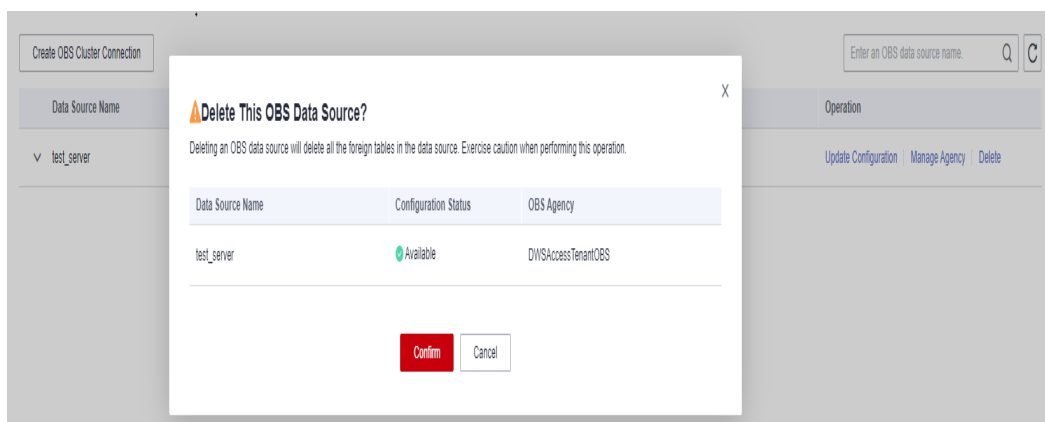 Create OBS Cluster Connection
Enter an OBS data source name.
Data Source Name
Operation
test_server
Update Configuration | Manage Agency | Delete
Delete This OBS Data Source?
X
Deleting an OBS data source will delete all the foreign tables in the data source. Exercise caution when performing this operation.
Data Source Name Configuration Status OBS Agency
test_server Available DWSAccessTenantOBS
Confirm Cancel